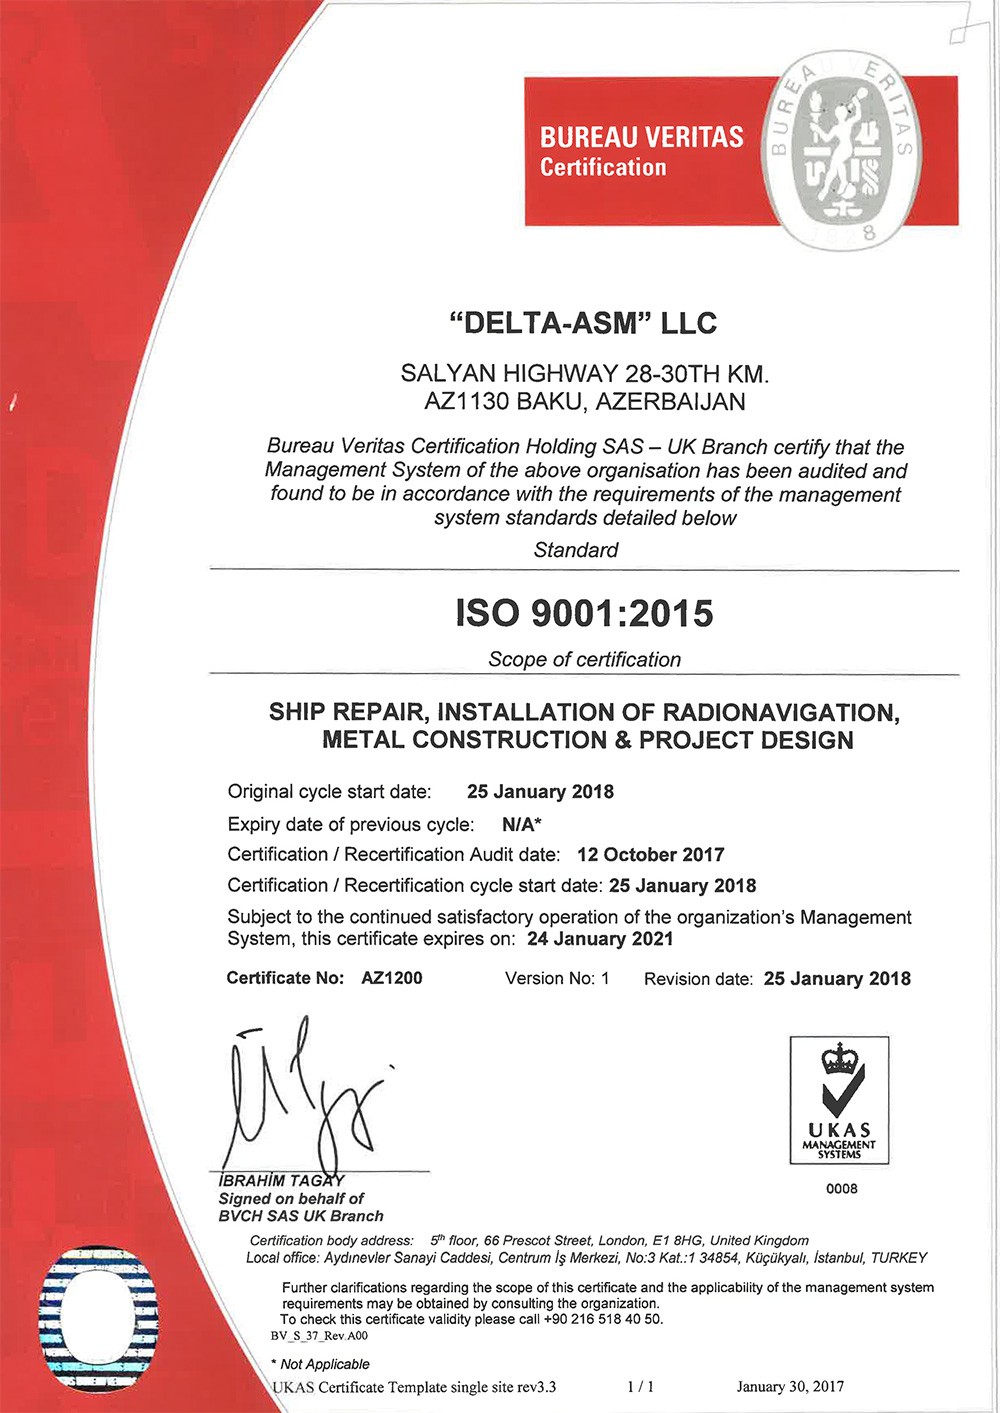 BUREAU VERITAS
Certification
BUREAU VERITAS
1828
“DELTA-ASM” LLC
SALYAN HIGHWAY 28-30TH KM.
AZ1130 BAKU, AZERBAIJAN
Bureau Veritas Certification Holding SAS – UK Branch certify that the
Management System of the above organisation has been audited and
found to be in accordance with the requirements of the management
system standards detailed below
Standard
ISO 9001:2015
Scope of certification
SHIP REPAIR, INSTALLATION OF RADIONAVIGATION,
METAL CONSTRUCTION & PROJECT DESIGN
Original cycle start date: 25 January 2018
Expiry date of previous cycle: N/A*
Certification / Recertification Audit date: 12 October 2017
Certification / Recertification cycle start date: 25 January 2018
Subject to the continued satisfactory operation of the organization’s Management
System, this certificate expires on: 24 January 2021
Certificate No: AZ1200 Version No: 1 Revision date: 25 January 2018
UKAS
MANAGEMENT
SYSTEMS
0008
İBRAHİM TAGAY
Signed on behalf of
BVCH SAS UK Branch
Certification body address: 5th floor, 66 Prescot Street, London, E1 8HG, United Kingdom
Local office: Aydınevler Sanayi Caddesi, Centrum İş Merkezi, No:3 Kat.:1 34854, Küçükyalı, İstanbul, TURKEY
Further clarifications regarding the scope of this certificate and the applicability of the management system
requirements may be obtained by consulting the organization.
To check this certificate validity please call +90 216 518 40 50.
BV_S_37_Rev.A00
* Not Applicable
UKAS Certificate Template single site rev3.3 1 / 1 January 30, 2017